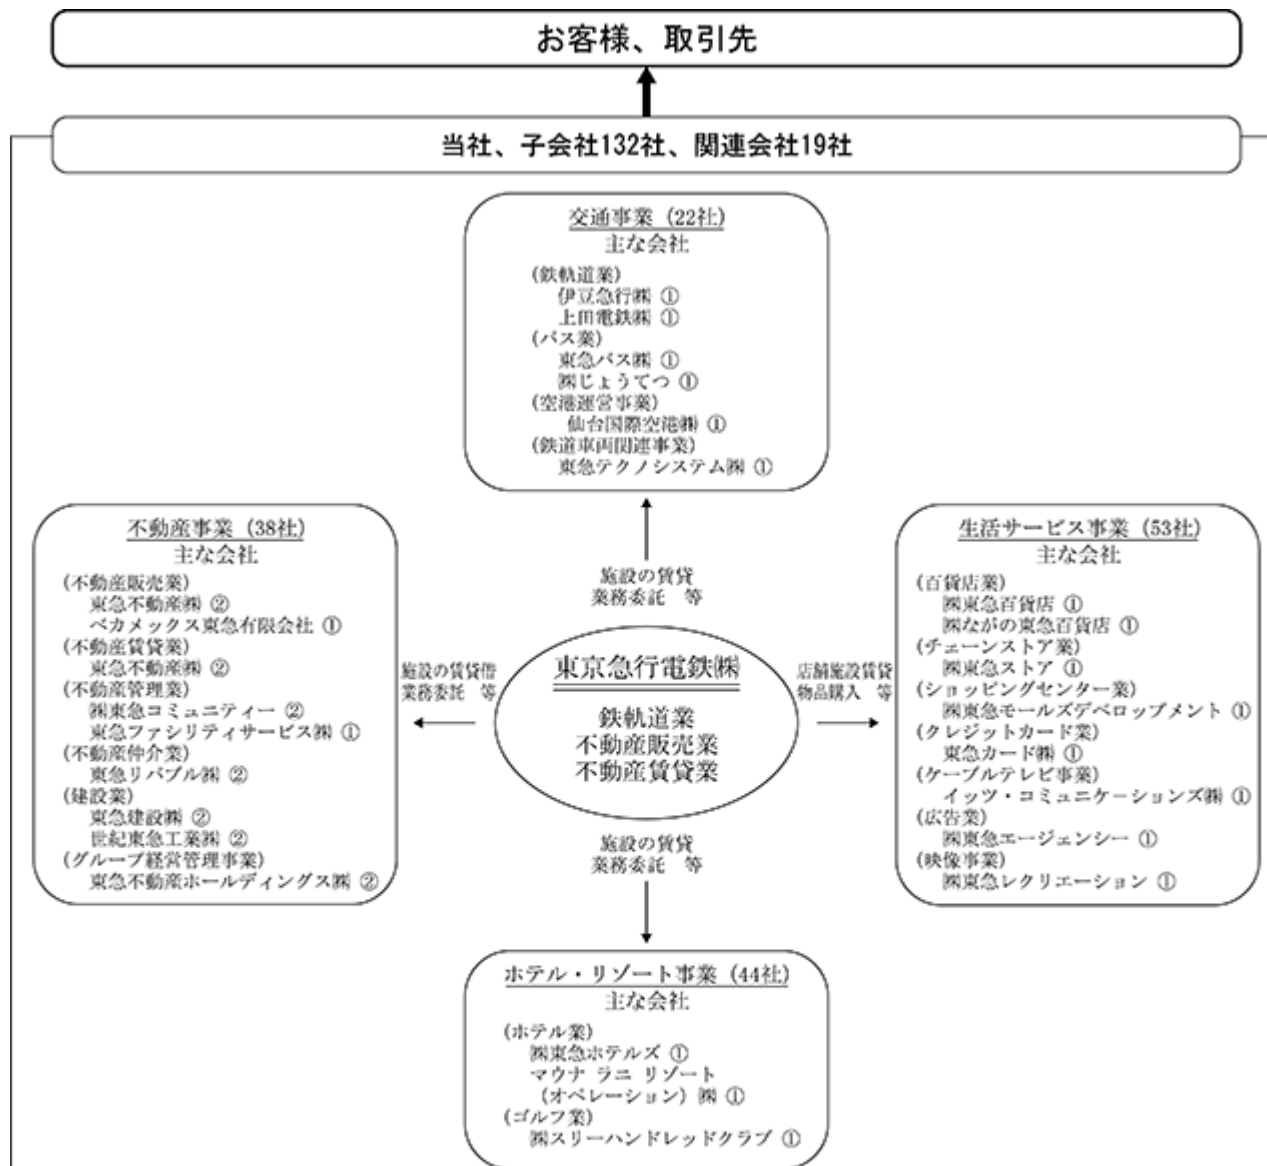 お客様、取引先
当社、子会社132社、関連会社19社
交通事業 (22社)
主な会社
(鉄軌道業)
伊豆急行㈱ ①
上田電鉄㈱ ①
(バス業)
東急バス㈱ ①
㈱じょうてつ ①
(空港運営事業)
仙台国際空港㈱ ①
(鉄道車両関連事業)
東急テクノシステム㈱ ①
不動産事業 (38社)
主な会社
(不動産販売業)
東急不動産㈱ ②
ベカメックス東急有限会社 ①
(不動産賃貸業)
東急不動産㈱ ②
(不動産管理業)
㈱東急コミュニティー ②
東急ファシリティサービス㈱ ①
(不動産仲介業)
東急リバブル㈱ ②
(建設業)
東急建設㈱ ②
世紀東急工業㈱ ②
(グループ経営管理事業)
東急不動産ホールディングス㈱ ②
施設の賃貸
業務委託 等
施設の賃貸借
業務委託 等
東京急行電鉄㈱
鉄軌道業
不動産販売業
不動産賃貸業
店舗施設賃貸
物品購入 等
施設の賃貸
業務委託 等
生活サービス事業 (53社)
主な会社
(百貨店業)
㈱東急百貨店 ①
㈱ながの東急百貨店 ①
(チェーンストア業)
㈱東急ストア ①
(ショッピングセンター業)
㈱東急モールズデベロップメント ①
(クレジットカード業)
東急カード㈱ ①
(ケーブルテレビ事業)
イッツ・コミュニケーションズ㈱ ①
(広告業)
㈱東急エージェンシー ①
(映像事業)
㈱東急レクリエーション ①
ホテル・リゾート事業 (44社)
主な会社
(ホテル業)
㈱東急ホテルズ ①
マウナ ラニ リゾート
(オペレーション) ㈱ ①
(ゴルフ業)
㈱スリーハンドレッドクラブ ①